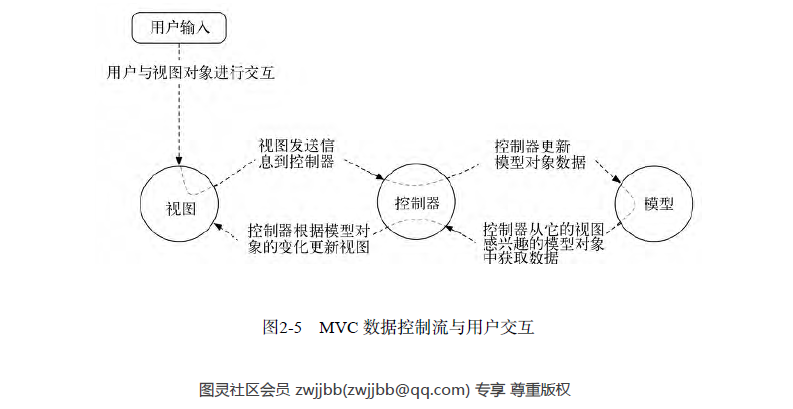 用户输入
用户与视图对象进行交互
视图发送信
息到控制器
控制器更新
模型对象数据
视图
控制器
模型
控制器根据模型对
象的变化更新视图
控制器从它的视图
感兴趣的模型对象
中获取数据
图2-5 MVC 数据控制流与用户交互
图灵社区会员 zwjjbb(zwjjbb@qq.com) 专享 尊重版权